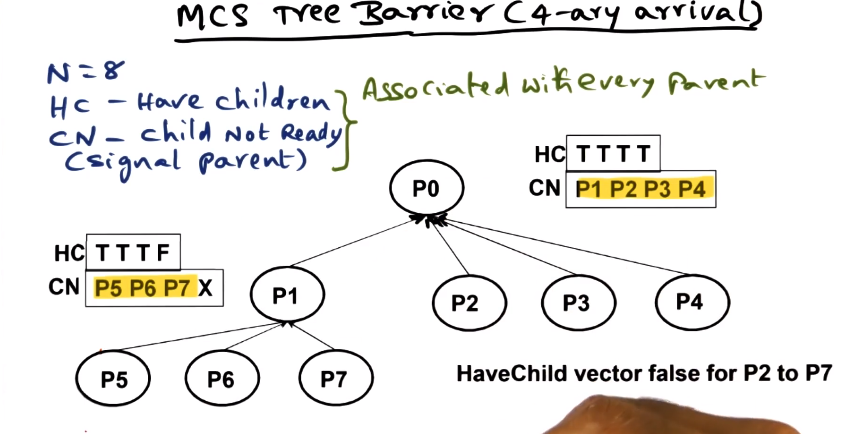 MCS Tree Barrier (4-ary arrival)
N=8
HC - Have children
CN - child Not Ready
(signal parent)
Associated with every parent
HC T T T T
CN P1 P2 P3 P4
P0
HC T T T F
CN P5 P6 P7 X
P1
P2
P3
P4
P5
P6
P7
HaveChild vector false for P2 to P7